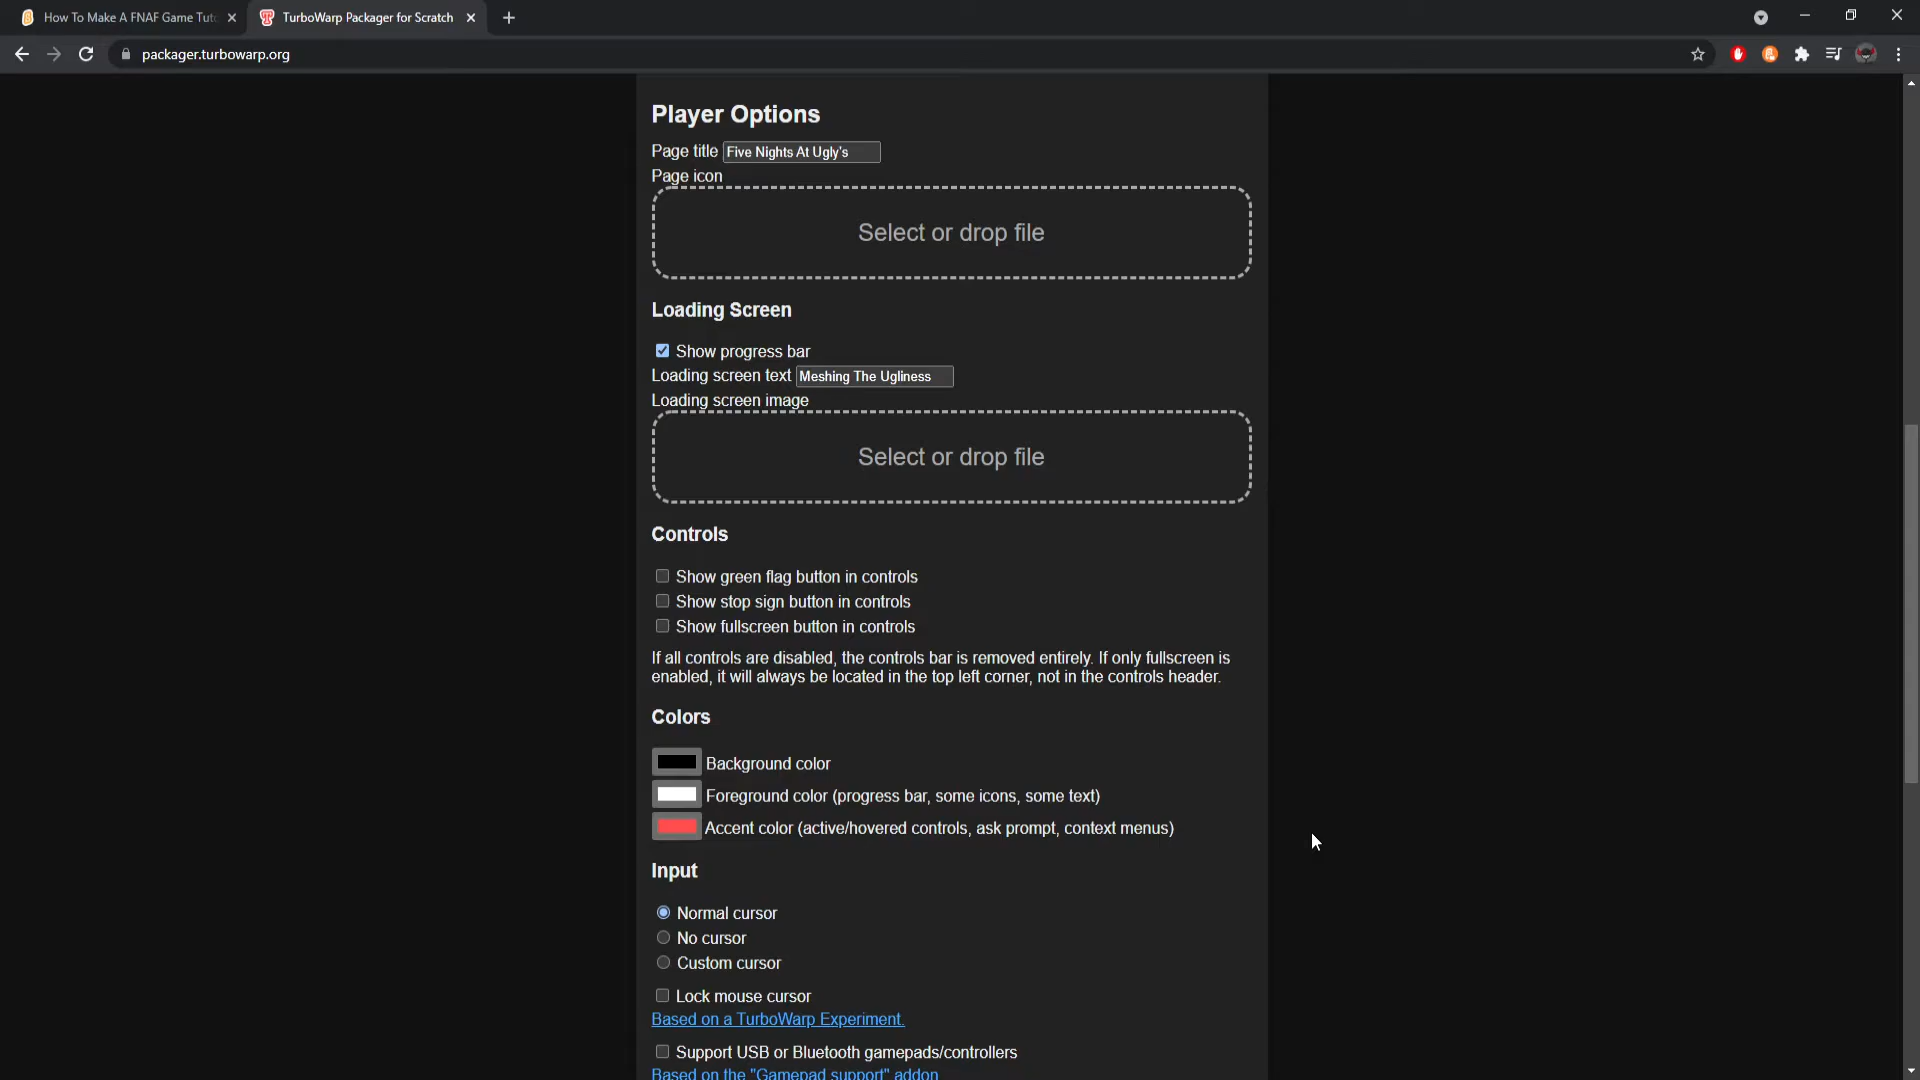 How To Make A FNAF Game Tut
TurboWarp Packager for Scratch
packager.turbowarp.org
Player Options
Page title Five Nights At Ugly's
Page icon
Select or drop file
Loading Screen
Show progress bar
Loading screen text Meshing The Ugliness
Loading screen image
Select or drop file
Controls
Show green flag button in controls
Show stop sign button in controls
Show fullscreen button in controls
If all controls are disabled, the controls bar is removed entirely. If only fullscreen is
enabled, it will always be located in the top left corner, not in the controls header.
Colors
Background color
Foreground color (progress bar, some icons, some text)
Accent color (active/hovered controls, ask prompt, context menus)
Input
Normal cursor
No cursor
Custom cursor
Lock mouse cursor
Based on a TurboWarp Experiment.
Support USB or Bluetooth gamepads/controllers
Based on the "Gamepad support" addon